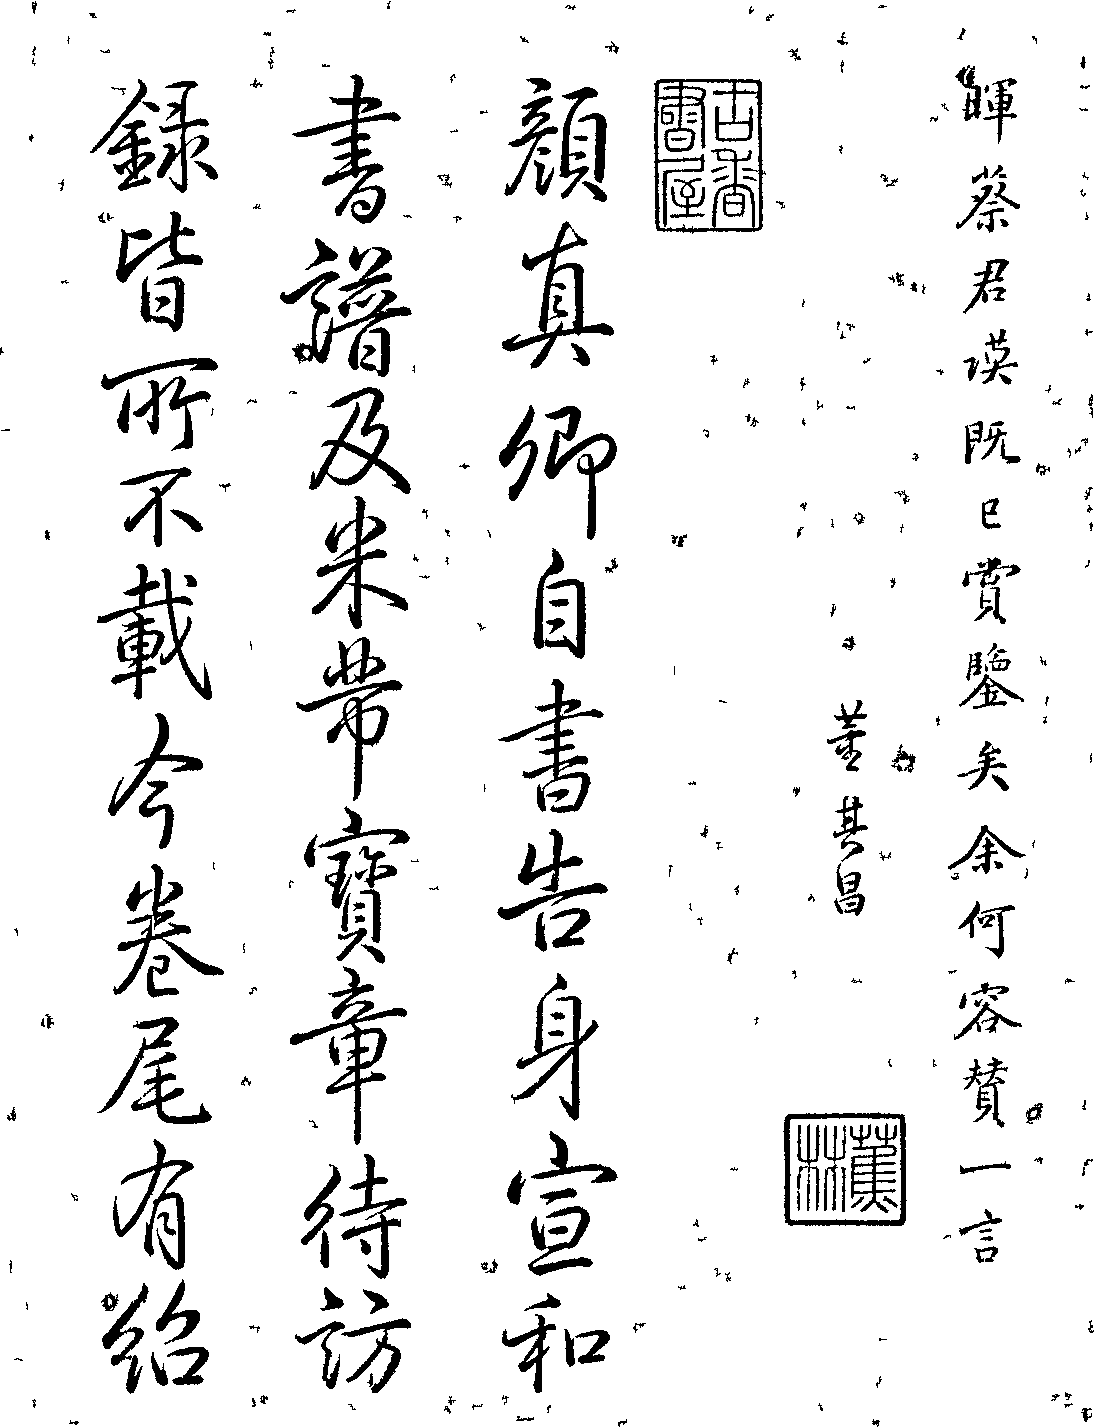 暉蔡君謨既已賞鑒矣余何容贊一言
董其昌
蕉林
古香書屋
顏真卿自書告身宣和
書譜及米芾寶章待訪
錄皆所不載今卷尾有紹